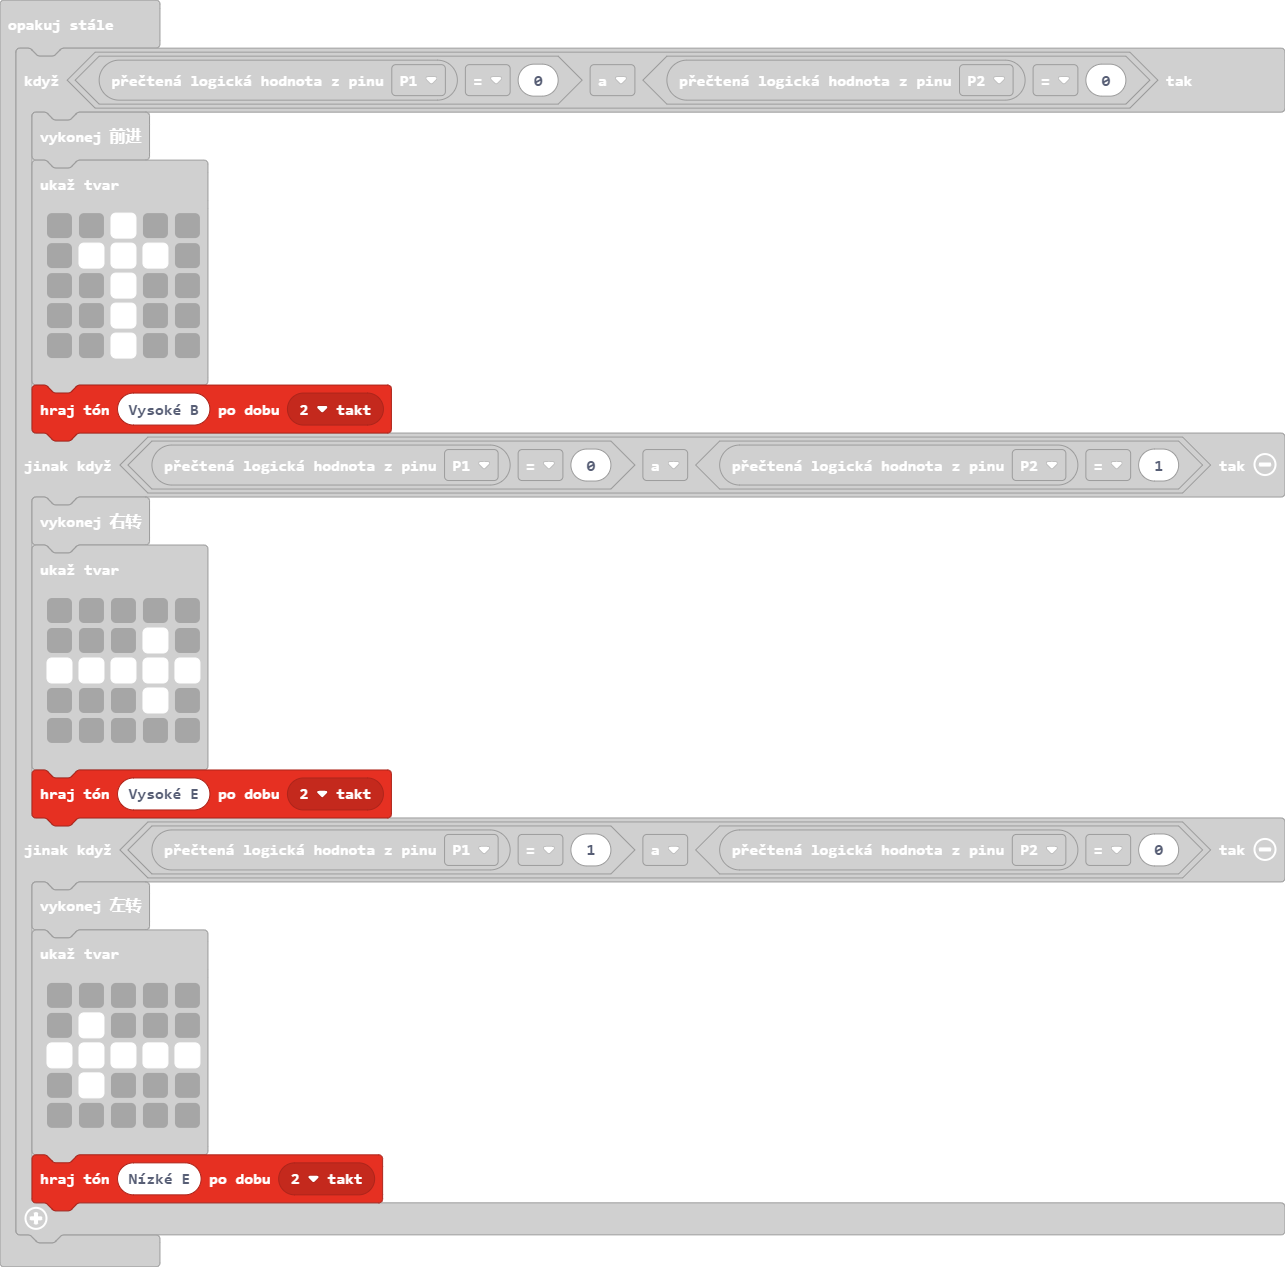 opakuj stále
když přečtená logická hodnota z pinu P1 = 0 a přečtená logická hodnota z pinu P2 = 0 tak
vykonej 前进
ukaž tvar
hraj tón Vysoké B po dobu 2 takt
jinak když přečtená logická hodnota z pinu P1 = 0 a přečtená logická hodnota z pinu P2 = 1 tak
vykonej 右转
ukaž tvar
hraj tón Vysoké E po dobu 2 takt
jinak když přečtená logická hodnota z pinu P1 = 1 a přečtená logická hodnota z pinu P2 = 0 tak
vykonej 左转
ukaž tvar
hraj tón Nízké E po dobu 2 takt